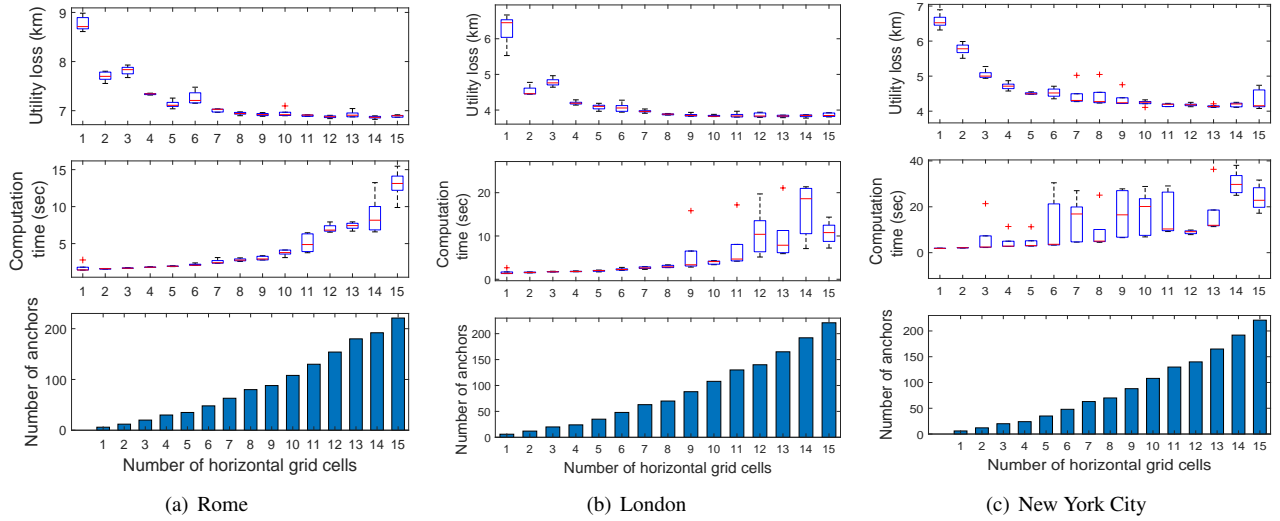 Utility loss (km)
9
8
7
1 2 3 4 5 6 7 8 9 10 11 12 13 14 15
Computation
time (sec)
15
10
5
1 2 3 4 5 6 7 8 9 10 11 12 13 14 15
Number of anchors
200
100
0
1 2 3 4 5 6 7 8 9 10 11 12 13 14 15
Number of horizontal grid cells
(a) Rome
Utility loss (km)
6
5
4
1 2 3 4 5 6 7 8 9 10 11 12 13 14 15
Computation
time (sec)
20
10
0
1 2 3 4 5 6 7 8 9 10 11 12 13 14 15
Number of anchors
200
150
100
50
0
1 2 3 4 5 6 7 8 9 10 11 12 13 14 15
Number of horizontal grid cells
(b) London
Utility loss (km)
6
5
4
1 2 3 4 5 6 7 8 9 10 11 12 13 14 15
Computation
time (sec)
40
20
0
1 2 3 4 5 6 7 8 9 10 11 12 13 14 15
Number of anchors
200
150
100
50
0
1 2 3 4 5 6 7 8 9 10 11 12 13 14 15
Number of horizontal grid cells
(c) New York City